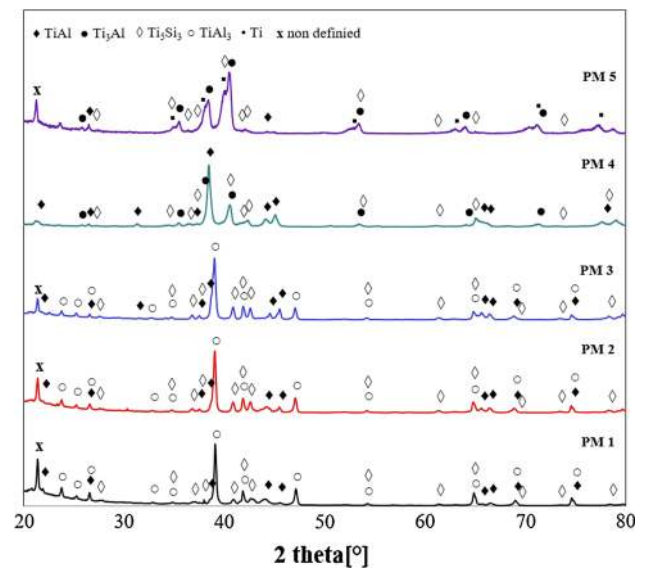 ♦ TiAl ● Ti₃Al ◊ Ti₅Si₃ ○ TiAl₃ ▪ Ti x non definied
x
PM 5
PM 4
x
PM 3
x
PM 2
x
PM 1
20 30 40 50 60 70 80
2 theta[°]